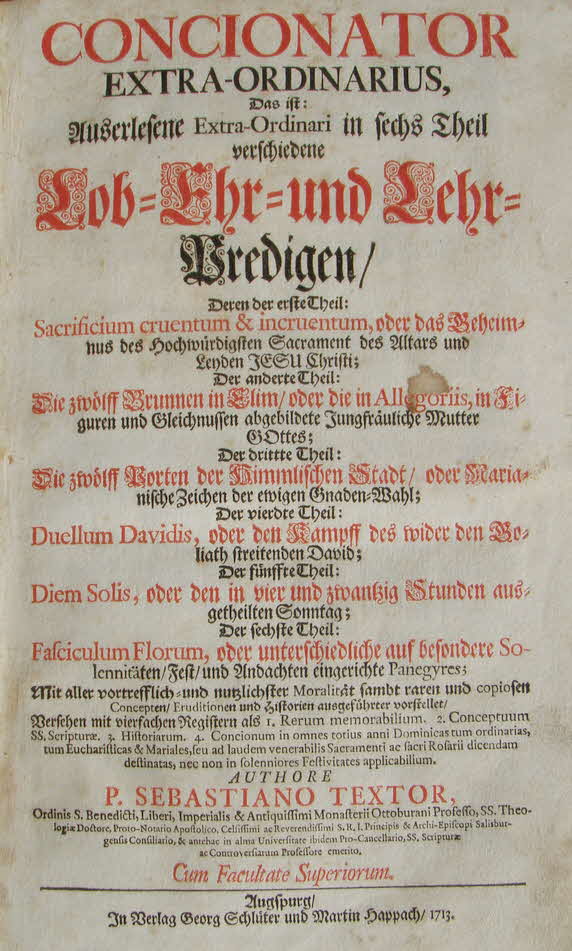 CONCIONATOR
EXTRA-ORDINARIUS,
Das ist:
Auserlesene Extra-Ordinari in sechs Theil
verschiedene
Lob-Ehr-und Lehr-
Predigen/
Deren der erste Theil:
Sacrificium cruentum & incruentum, oder das Geheim-
nus des Hochwürdigsten Sacrament des Altars und
Leyden JESU Christi;
Der anderte Theil:
Die zwölff Brunnen in Elim/ oder die in Allegoriis, in Fi-
guren und Gleichnussen abgebildete Jungfräuliche Mutter
GOttes;
Der drittte Theil:
Die zwölff Porten der Himmlischen Stadt/ oder Maria-
nische Zeichen der ewigen Gnaden-Wahl;
Der vierdte Theil:
Duellum Davidis, oder den Kampff des wider den Go-
liath streitenden David;
Der fünffte Theil:
Diem Solis, oder den in vier und zwantzig Stunden aus-
getheilten Sonntag;
Der sechste Theil:
Fasciculum Florum, oder unterschiedliche auf besondere So-
lennitäten/ Fest/ und Andachten eingerichte Panegyres;
Mit aller vortrefflich-und nutzlichster Moralität sambt raren und copiosen
Concepten/ Eruditionen und Historien ausgeführter vorstellet/
Versehen mit vierfachen Registern als 1. Rerum memorabilium. 2. Conceptuum
SS. Scripturæ. 3. Historiarum. 4. Concionum in omnes totius anni Dominicas tum ordinarias,
tum Eucharisticas & Mariales, seu ad laudem venerabilis Sacramenti ac sacri Rosarii dicendam
destinatas, nec non in solenniores Festivitates applicabilium.
AUTHORE
P. SEBASTIANO TEXTOR,
Ordinis S. Benedicti, Liberi, Imperialis & Antiquissimi Monasterii Ottoburani Professo, SS. Theo-
logiæ Doctore, Proto-Notario Apostolico, Celsissimi ac Reverendissimi S. R. I. Principis & Archi-Episcopi Salisbur-
gensis Consiliario, & antehac in alma Universitate ibidem Pro-Cancellario, SS. Scripturæ
ac Controversiarum Professore emerito.
Cum Facultate Superiorum.
Augspurg/
In Verlag Georg Schlüter und Martin Happach/ 1713.